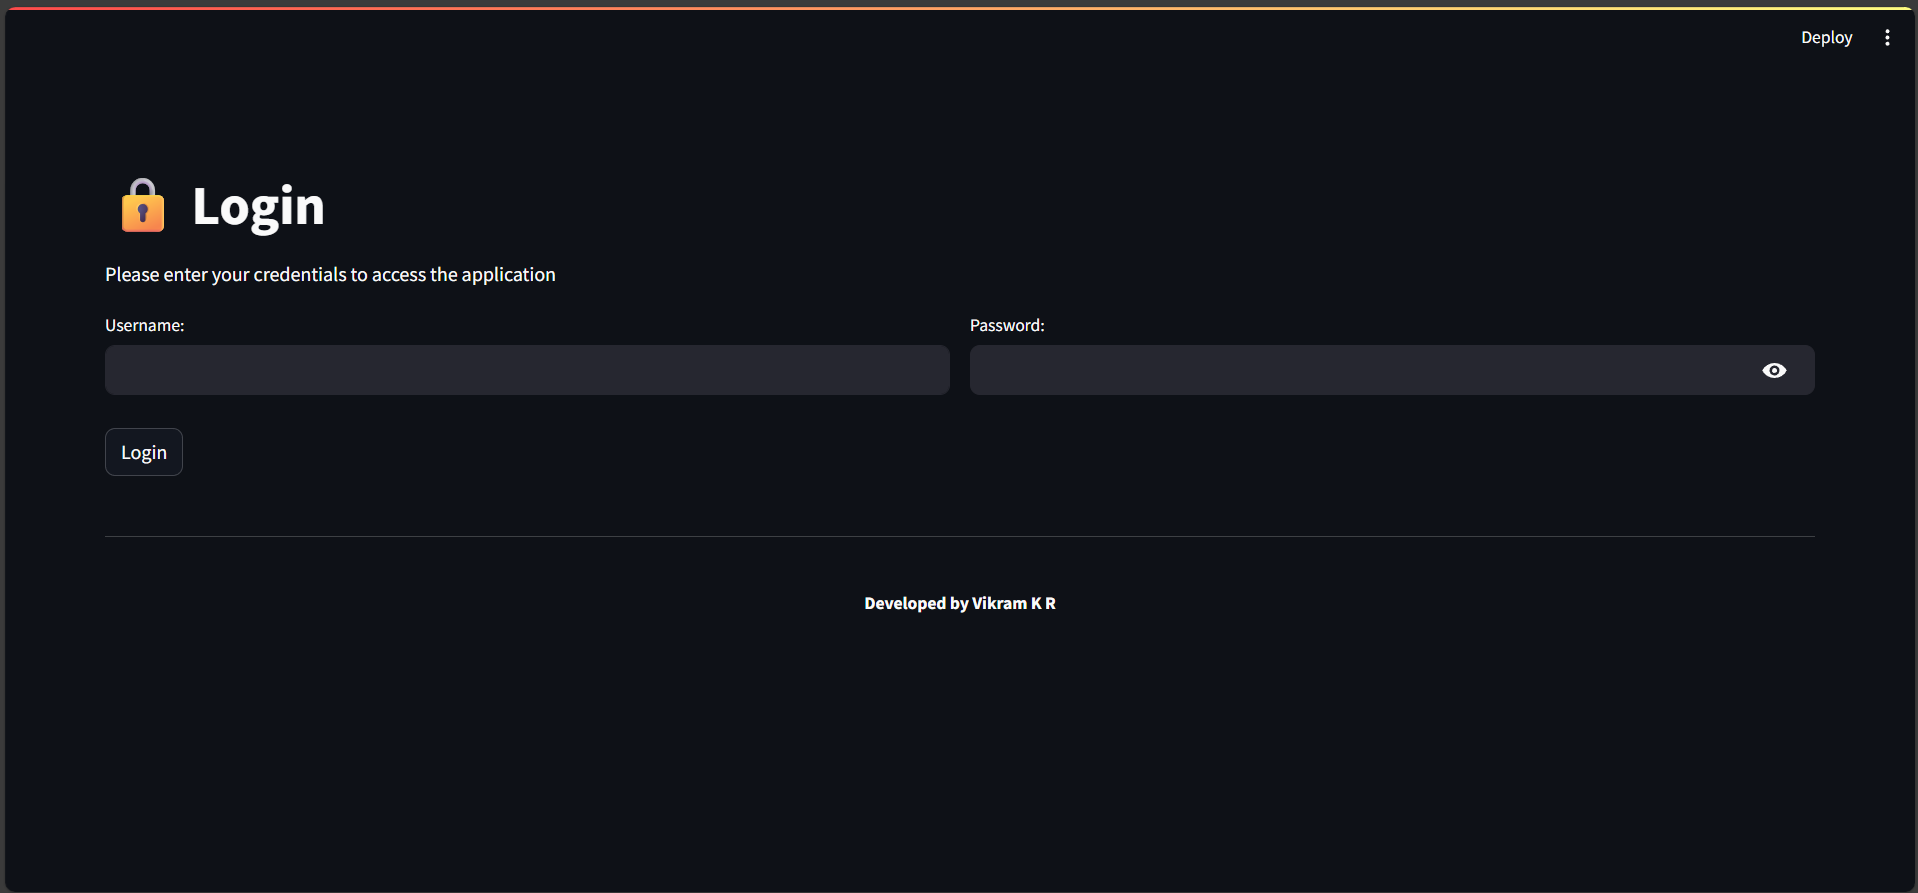 Deploy
Login
Please enter your credentials to access the application
Username:
Password:
Login
Developed by Vikram K R